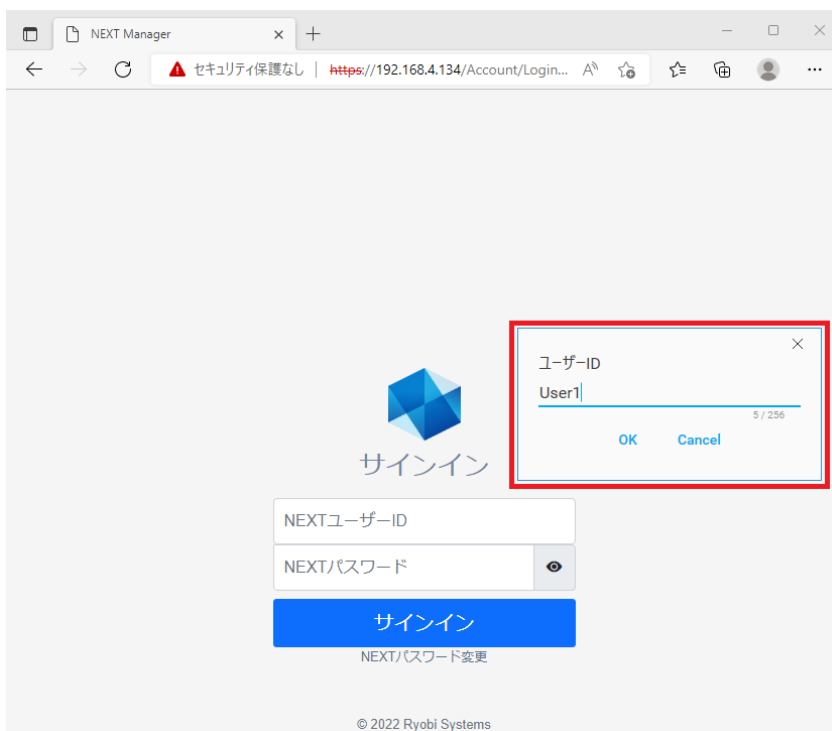 NEXT Manager
セキュリティ保護なし | https://192.168.4.134/Account/Login...
ユーザーID
User1
5 / 256
OK Cancel
サインイン
NEXTユーザーID
NEXTパスワード
サインイン
NEXTパスワード変更
© 2022 Ryobi Systems